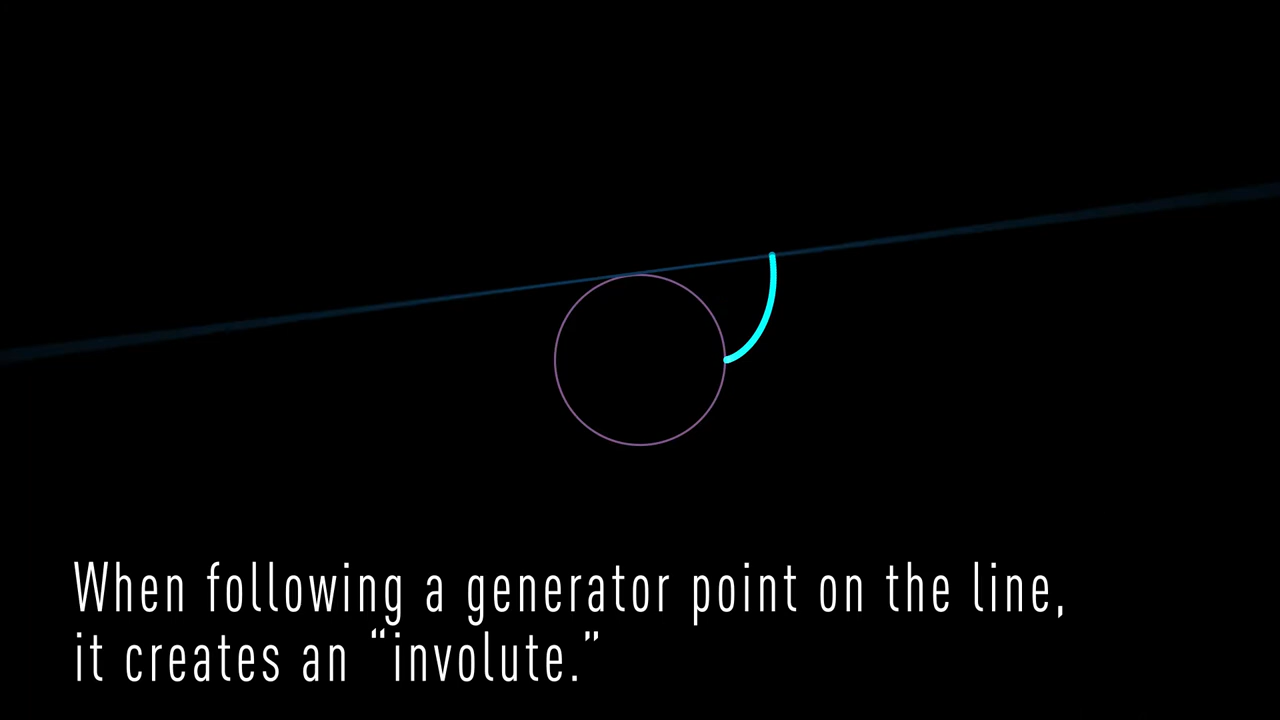 When following a generator point on the line,
it creates an “involute.”